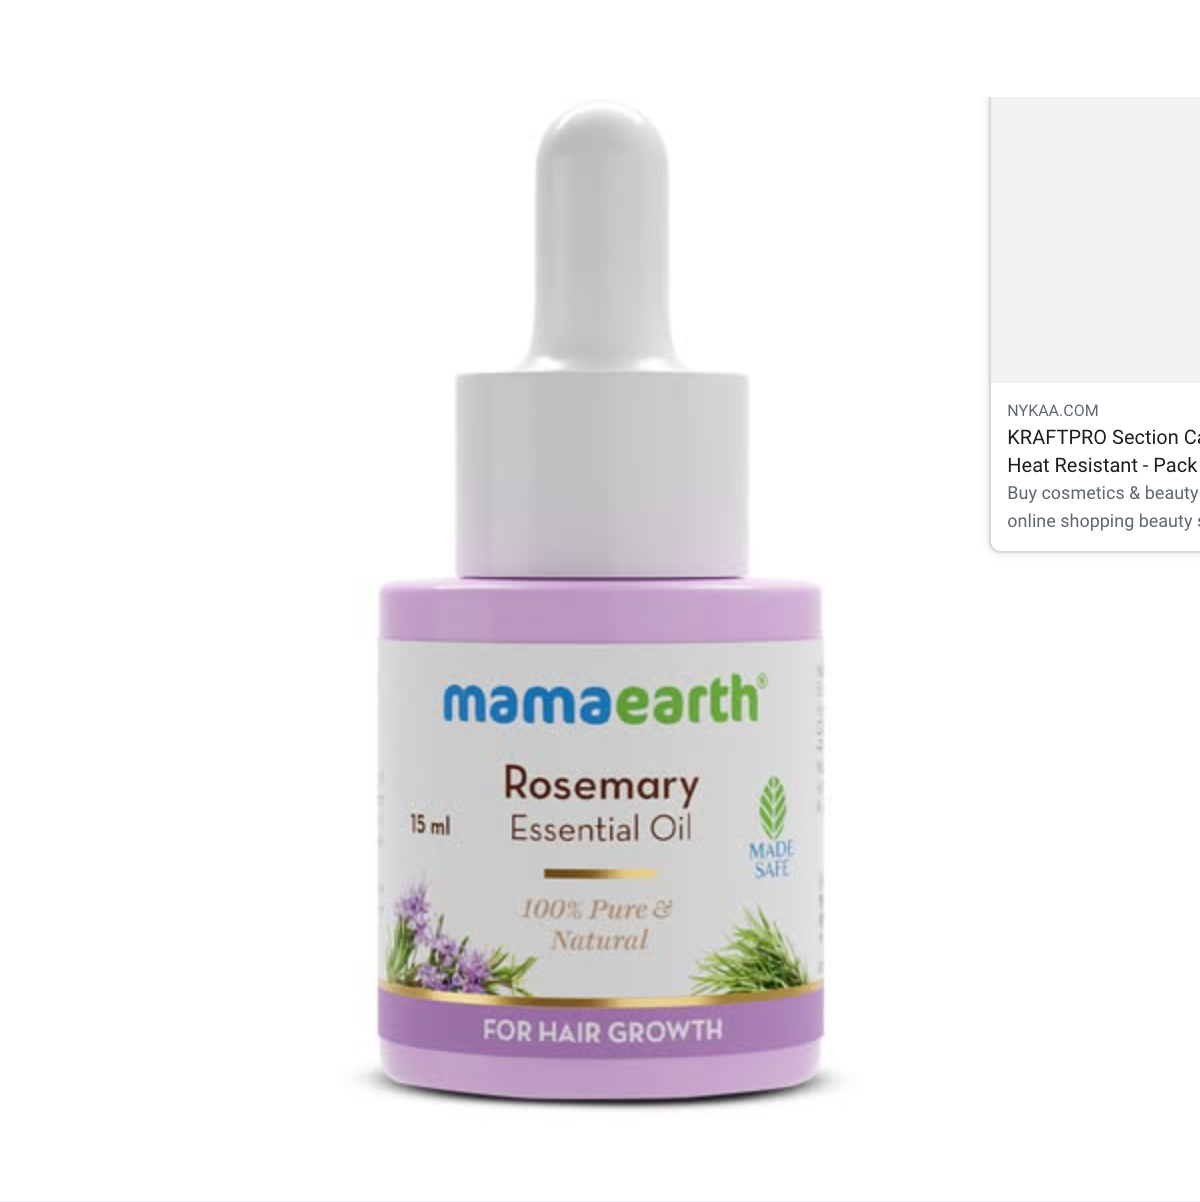 mamaearth®
Rosemary
Essential Oil
15 ml
MADE
SAFE
100% Pure &
Natural
FOR HAIR GROWTH
NYKAA.COM
KRAFTPRO Section
Heat Resistant - Pack
Buy cosmetics & beauty
online shopping beauty